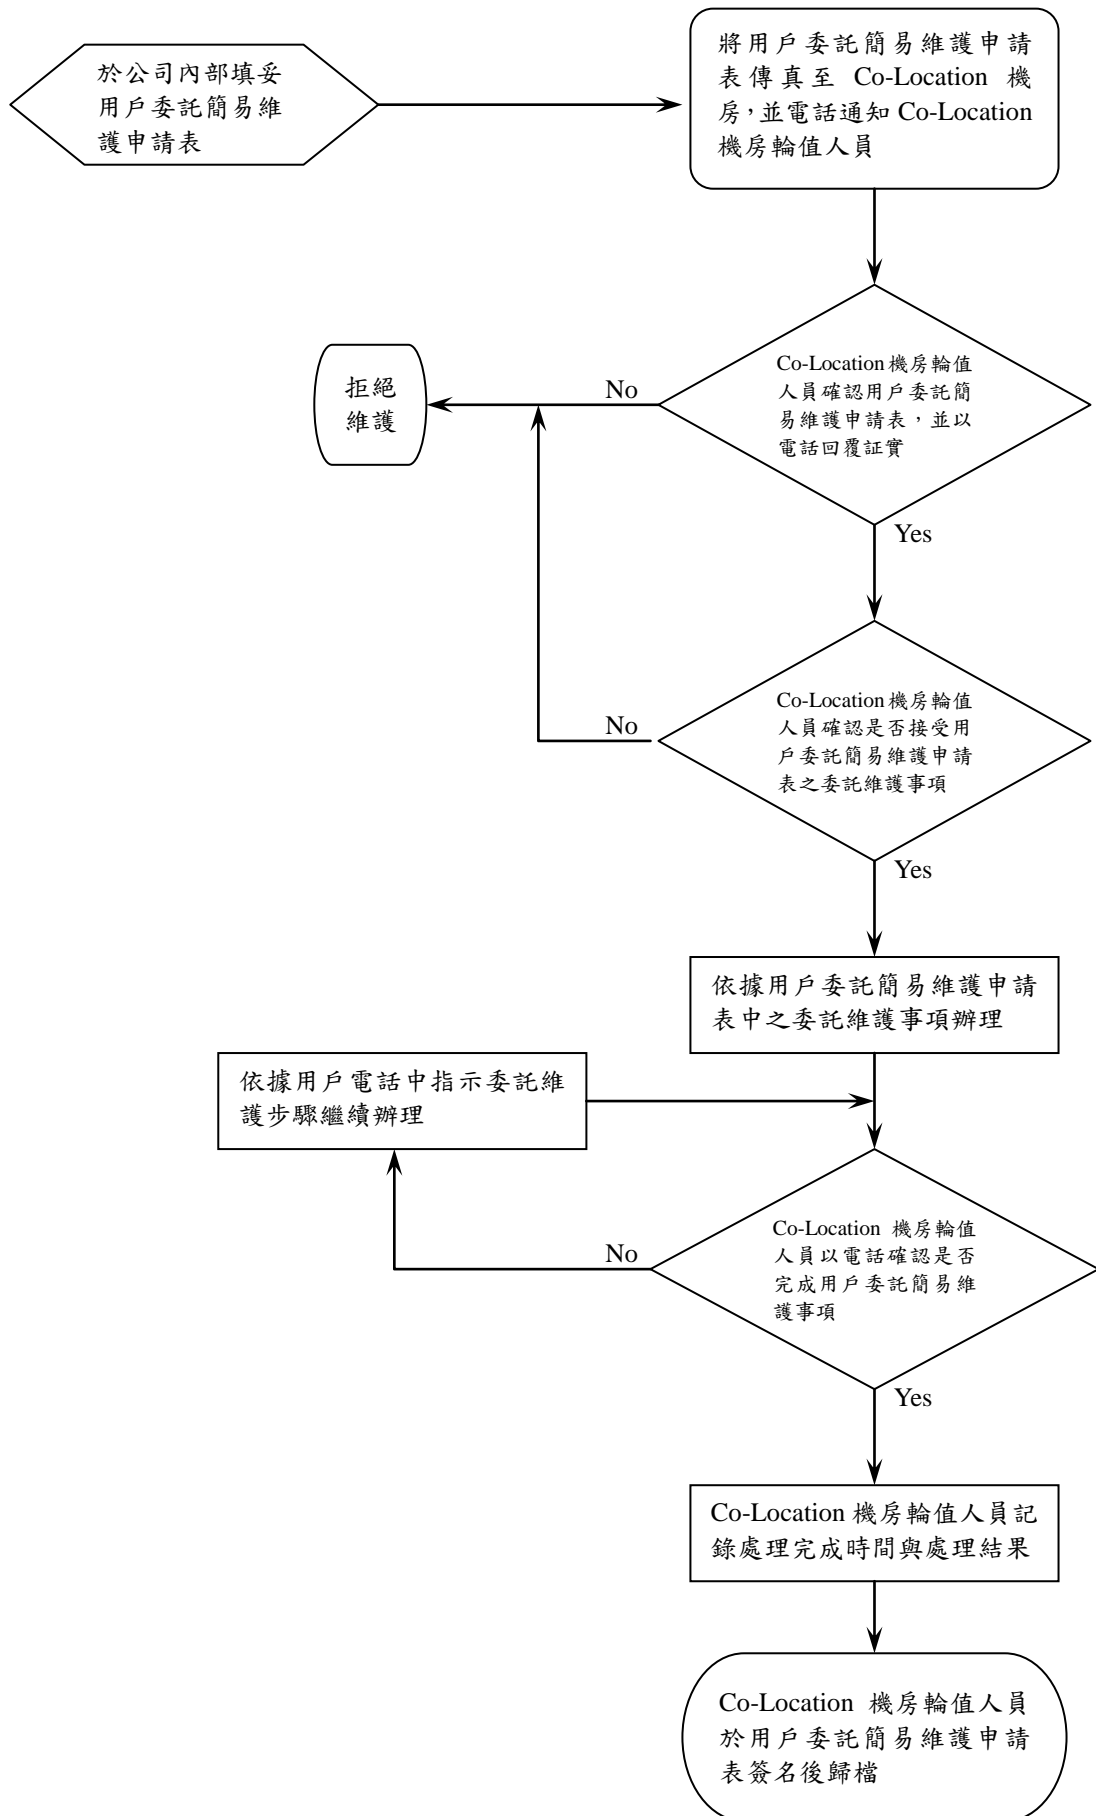 於公司內部填妥
用戶委託簡易維
護申請表
將用戶委託簡易維護申請
表傳真至 Co-Location 機
房，並電話通知 Co-Location
機房輪值人員
Co-Location 機房輪值
人員確認用戶委託簡
易維護申請表，並以
電話回覆証實
No
拒絕
維護
Yes
Co-Location 機房輪值
人員確認是否接受用
戶委託簡易維護申請
表之委託維護事項
No
Yes
依據用戶委託簡易維護申請
表中之委託維護事項辦理
依據用戶電話中指示委託維
護步驟繼續辦理
Co-Location 機房輪值
人員以電話確認是否
完成用戶委託簡易維
護事項
No
Yes
Co-Location 機房輪值人員記
錄處理完成時間與處理結果
Co-Location 機房輪值人員
於用戶委託簡易維護申請
表簽名後歸檔